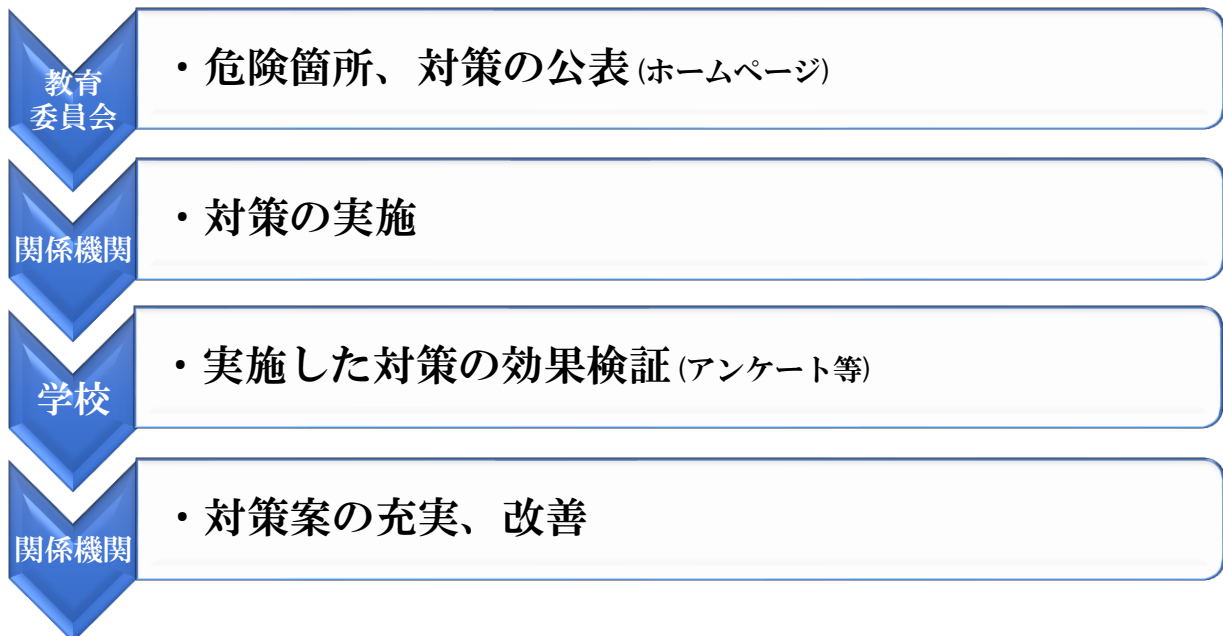 教育
委員会
・危険箇所、対策の公表(ホームページ)
関係機関
・対策の実施
学校
・実施した対策の効果検証(アンケート等)
関係機関
・対策案の充実、改善